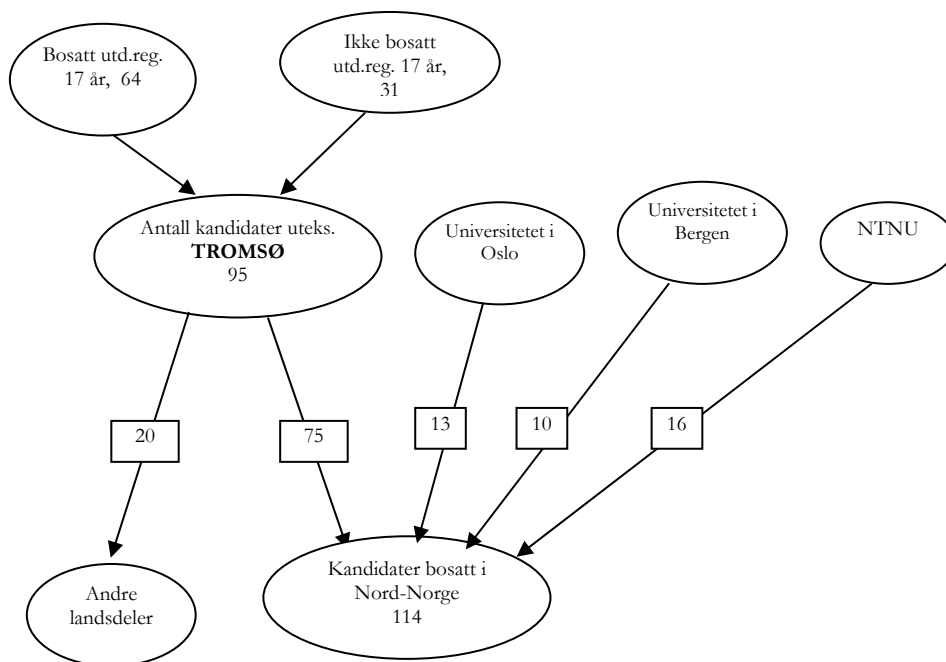 Bosatt utd.reg.
17 år, 64
Ikke bosatt
utd.reg. 17 år,
31
Antall kandidater uteks.
TROMSØ
95
Universitetet i
Oslo
Universitetet i
Bergen
NTNU
20
75
13
10
16
Andre
landsdeler
Kandidater bosatt i
Nord-Norge
114